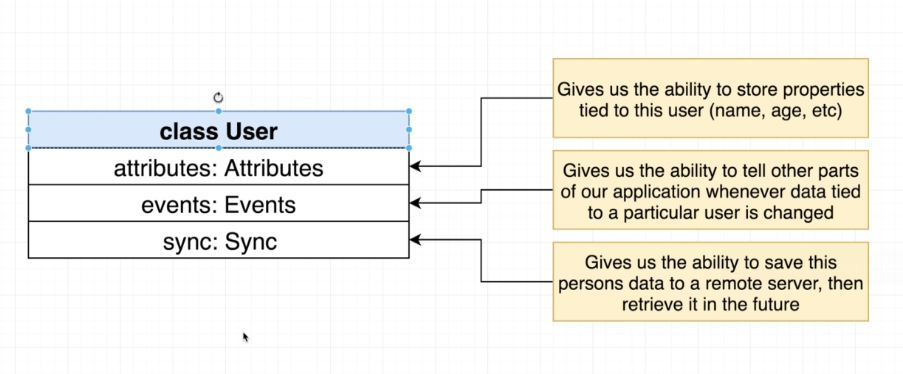 class User
attributes: Attributes
events: Events
sync: Sync
Gives us the ability to store properties
tied to this user (name, age, etc)
Gives us the ability to tell other parts
of our application whenever data tied
to a particular user is changed
Gives us the ability to save this
persons data to a remote server, then
retrieve it in the future